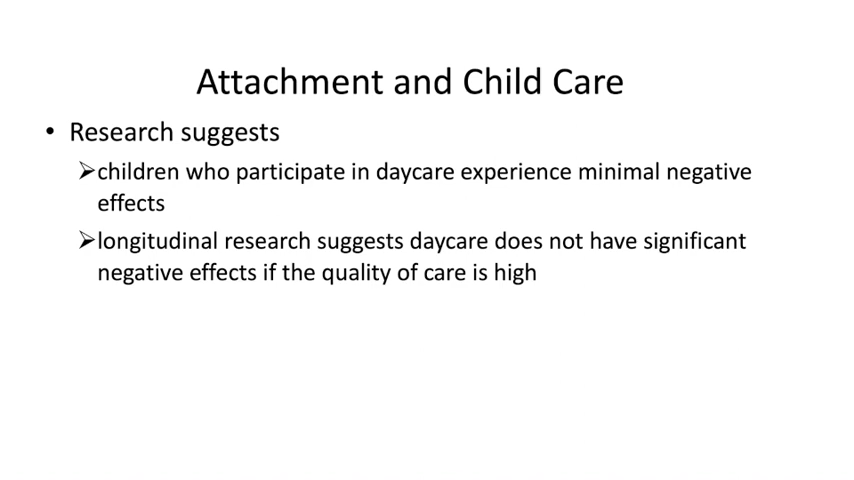 Attachment and Child Care
• Research suggests
➢children who participate in daycare experience minimal negative
effects
➢longitudinal research suggests daycare does not have significant
negative effects if the quality of care is high